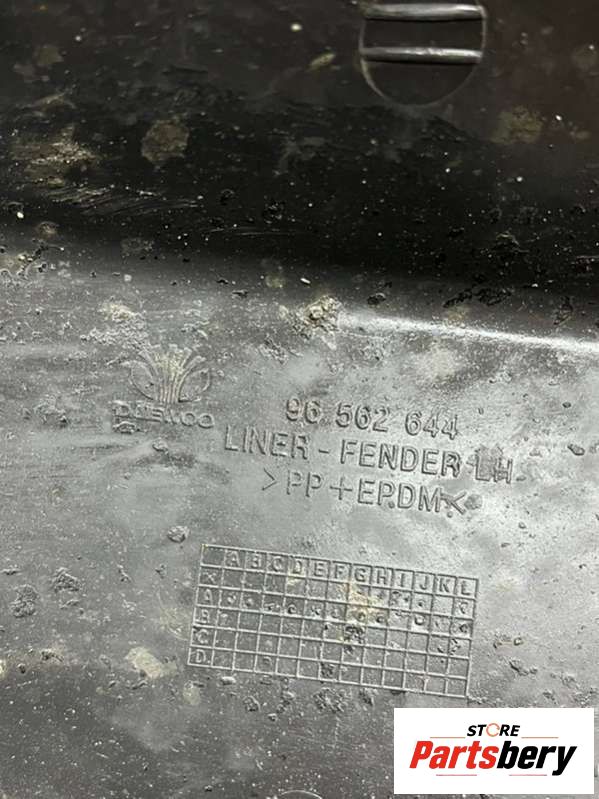 DAEWOO
96 562 644
LINER - FENDER LH
>PP+EPDM<
A B C D E F G H I J K L
X
A
B
C
D
STORE
Partsbery